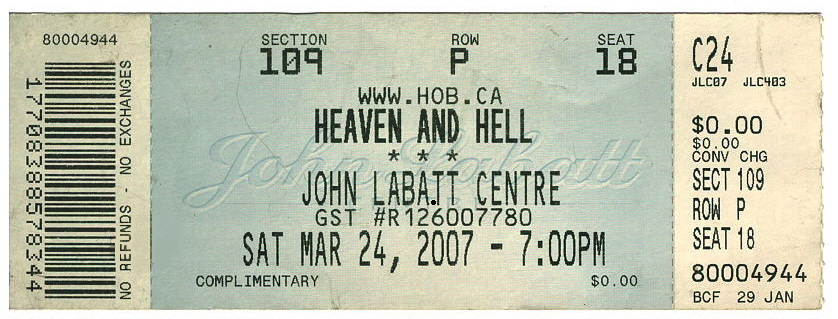 80004944
177083885783​44
NO REFUNDS - NO EXCHANGES
SECTION ROW SEAT
109 P 18
WWW.HOB.CA
HEAVEN AND HELL
***
John Labatt
JOHN LABATT CENTRE
GST #R126007780
SAT MAR 24, 2007 - 7:00PM
COMPLIMENTARY $0.00
C24
JLC07 JLC403
$0.00
$0.00
CONV CHG
SECT 109
ROW P
SEAT 18
80004944
BCF 29 JAN